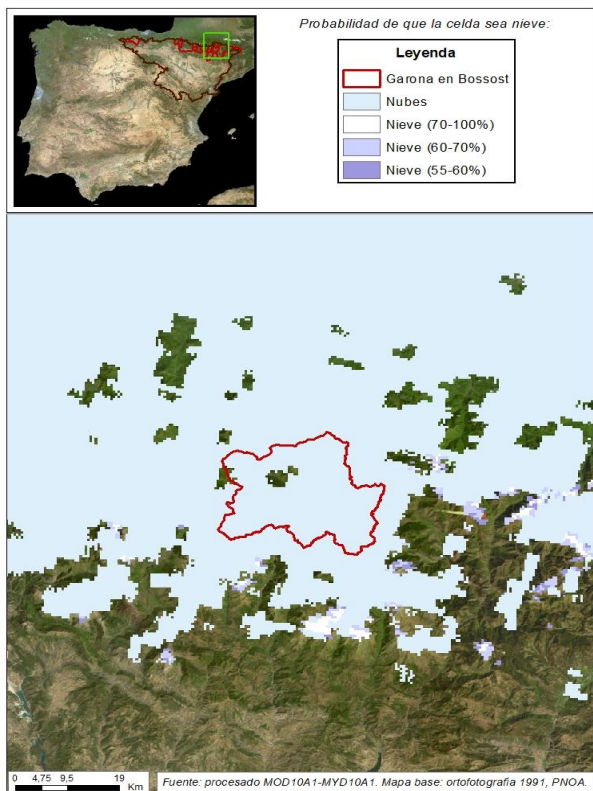 Probabilidad de que la celda sea nieve:
Leyenda
Garona en Bossost
Nubes
Nieve (70-100%)
Nieve (60-70%)
Nieve (55-60%)
0 4,75 9,5 19
Km
Fuente: procesado MOD10A1-MYD10A1. Mapa base: ortofotografia 1991, PNOA.